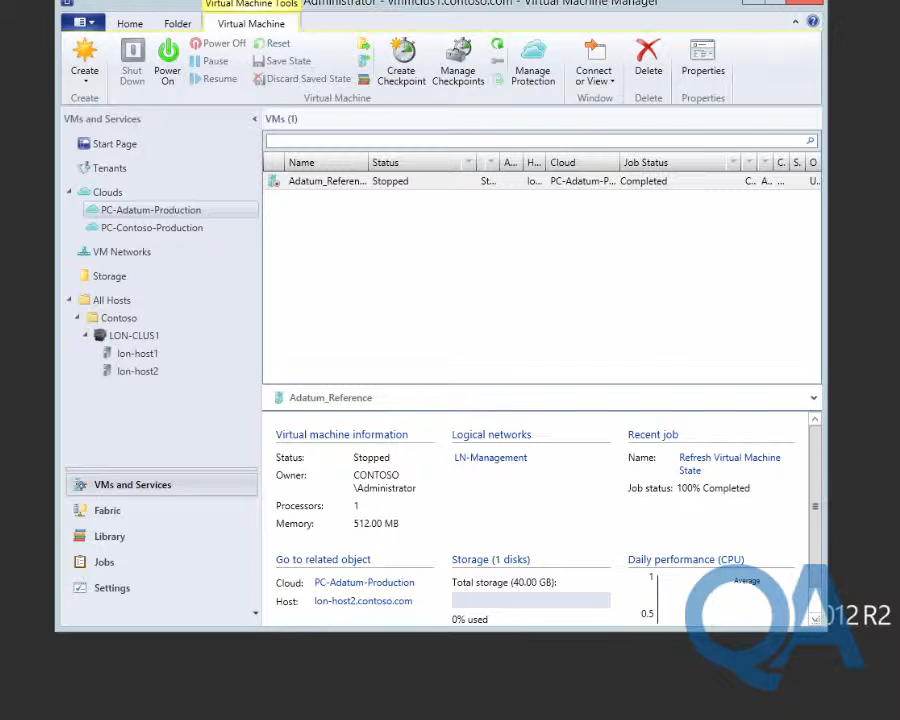 Virtual Machine Tools
Administrator - vmmclus1.contoso.com - Virtual Machine Manager
Home
Folder
Virtual Machine
Create
Shut Down
Power On
Power Off
Pause
Resume
Reset
Save State
Discard Saved State
Create Checkpoint
Manage Checkpoints
Manage Protection
Connect or View
Delete
Properties
Create
Virtual Machine
Window
Delete
Properties
VMs and Services
Start Page
Tenants
Clouds
PC-Adatum-Production
PC-Contoso-Production
VM Networks
Storage
All Hosts
Contoso
LON-CLUS1
lon-host1
lon-host2
VMs and Services
Fabric
Library
Jobs
Settings
VMs (1)
Name Status A... H... Cloud Job Status C. S. O
Adatum_Referen... Stopped St... lo... PC-Adatum-P... Completed C... A.. ... U..
Adatum_Reference
Virtual machine information
Status: Stopped
Owner: CONTOSO
\Administrator
Processors: 1
Memory: 512.00 MB
Logical networks
LN-Management
Recent job
Name: Refresh Virtual Machine
State
Job status: 100% Completed
Go to related object
Cloud: PC-Adatum-Production
Host: lon-host2.contoso.com
Storage (1 disks)
Total storage (40.00 GB):
0% used
Daily performance (CPU)
1
Average
0.5
QA
012 R2